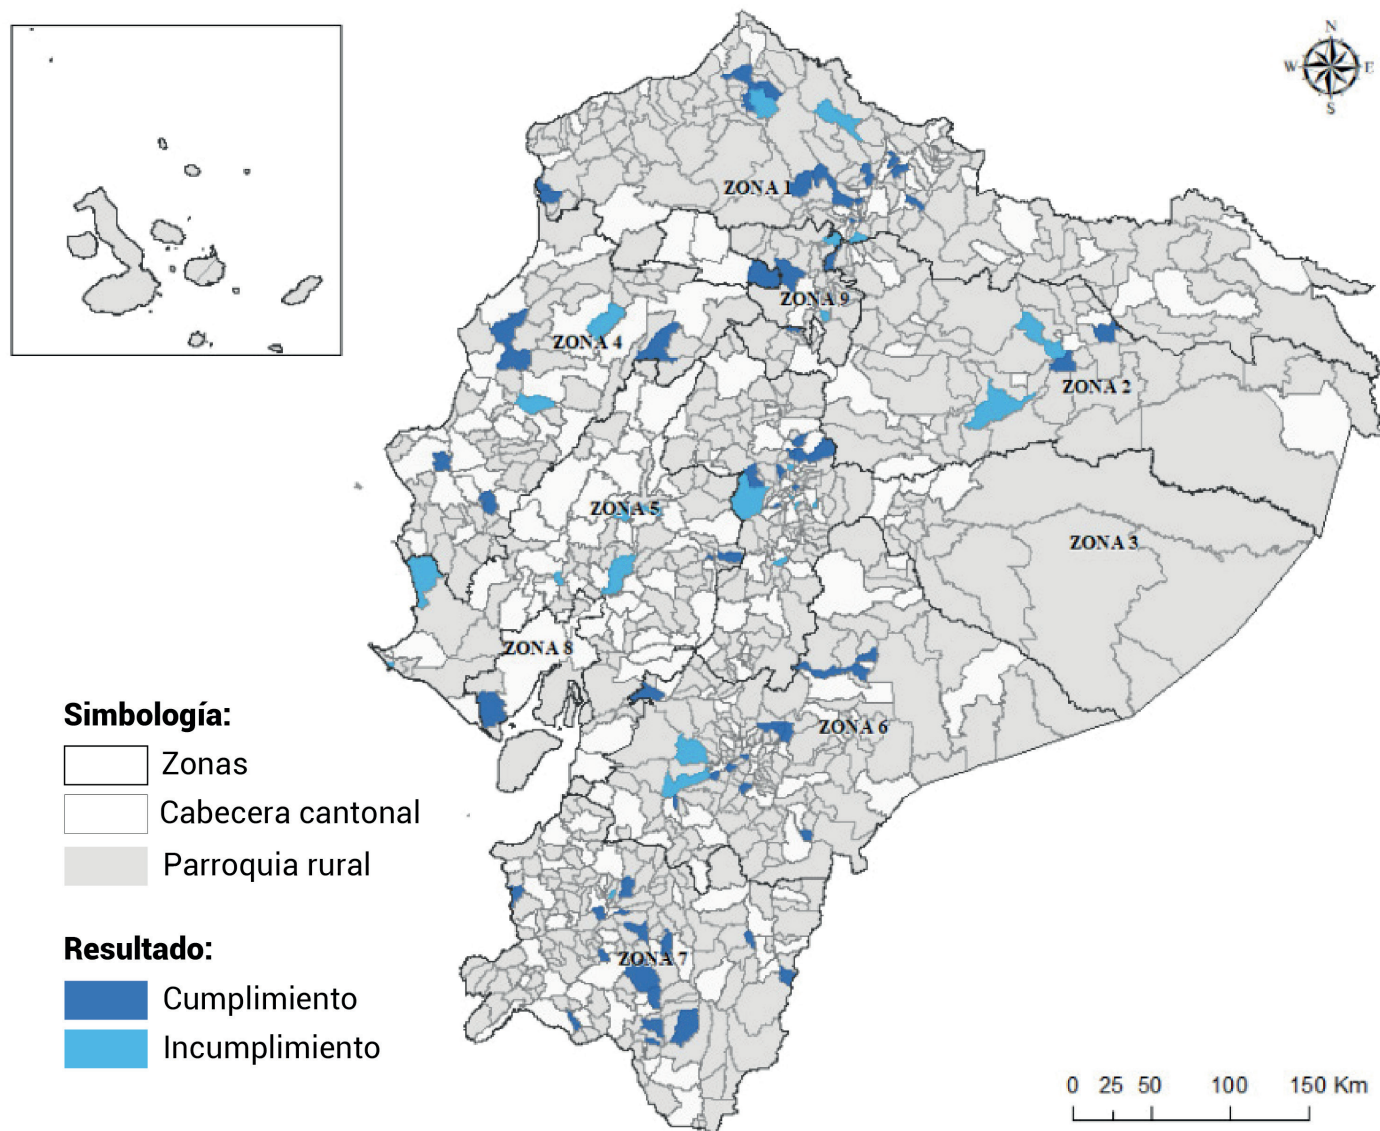 N
W E
S
ZONA 1
ZONA 9
ZONA 4
ZONA 2
ZONA 5
ZONA 3
ZONA 8
ZONA 6
ZONA 7
Simbología:
Zonas
Cabecera cantonal
Parroquia rural
Resultado:
Cumplimiento
Incumplimiento
0 25 50 100 150 Km